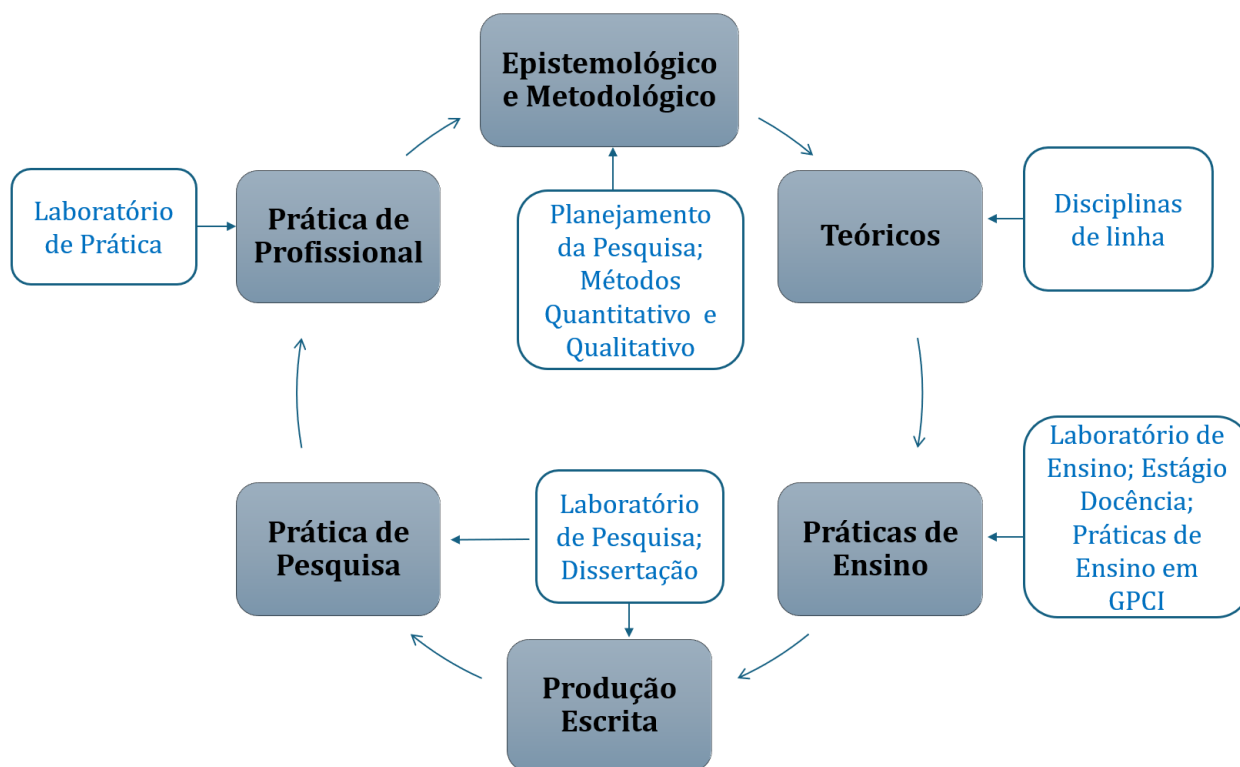 Epistemológico
e Metodológico
Laboratório
de Prática
Prática de
Profissional
Planejamento
da Pesquisa;
Métodos
Quantitativo e
Qualitativo
Teóricos
Disciplinas
de linha
Prática de
Pesquisa
Laboratório
de Pesquisa;
Dissertação
Práticas de
Ensino
Laboratório de
Ensino; Estágio
Docência;
Práticas de
Ensino em
GPCI
Produção
Escrita